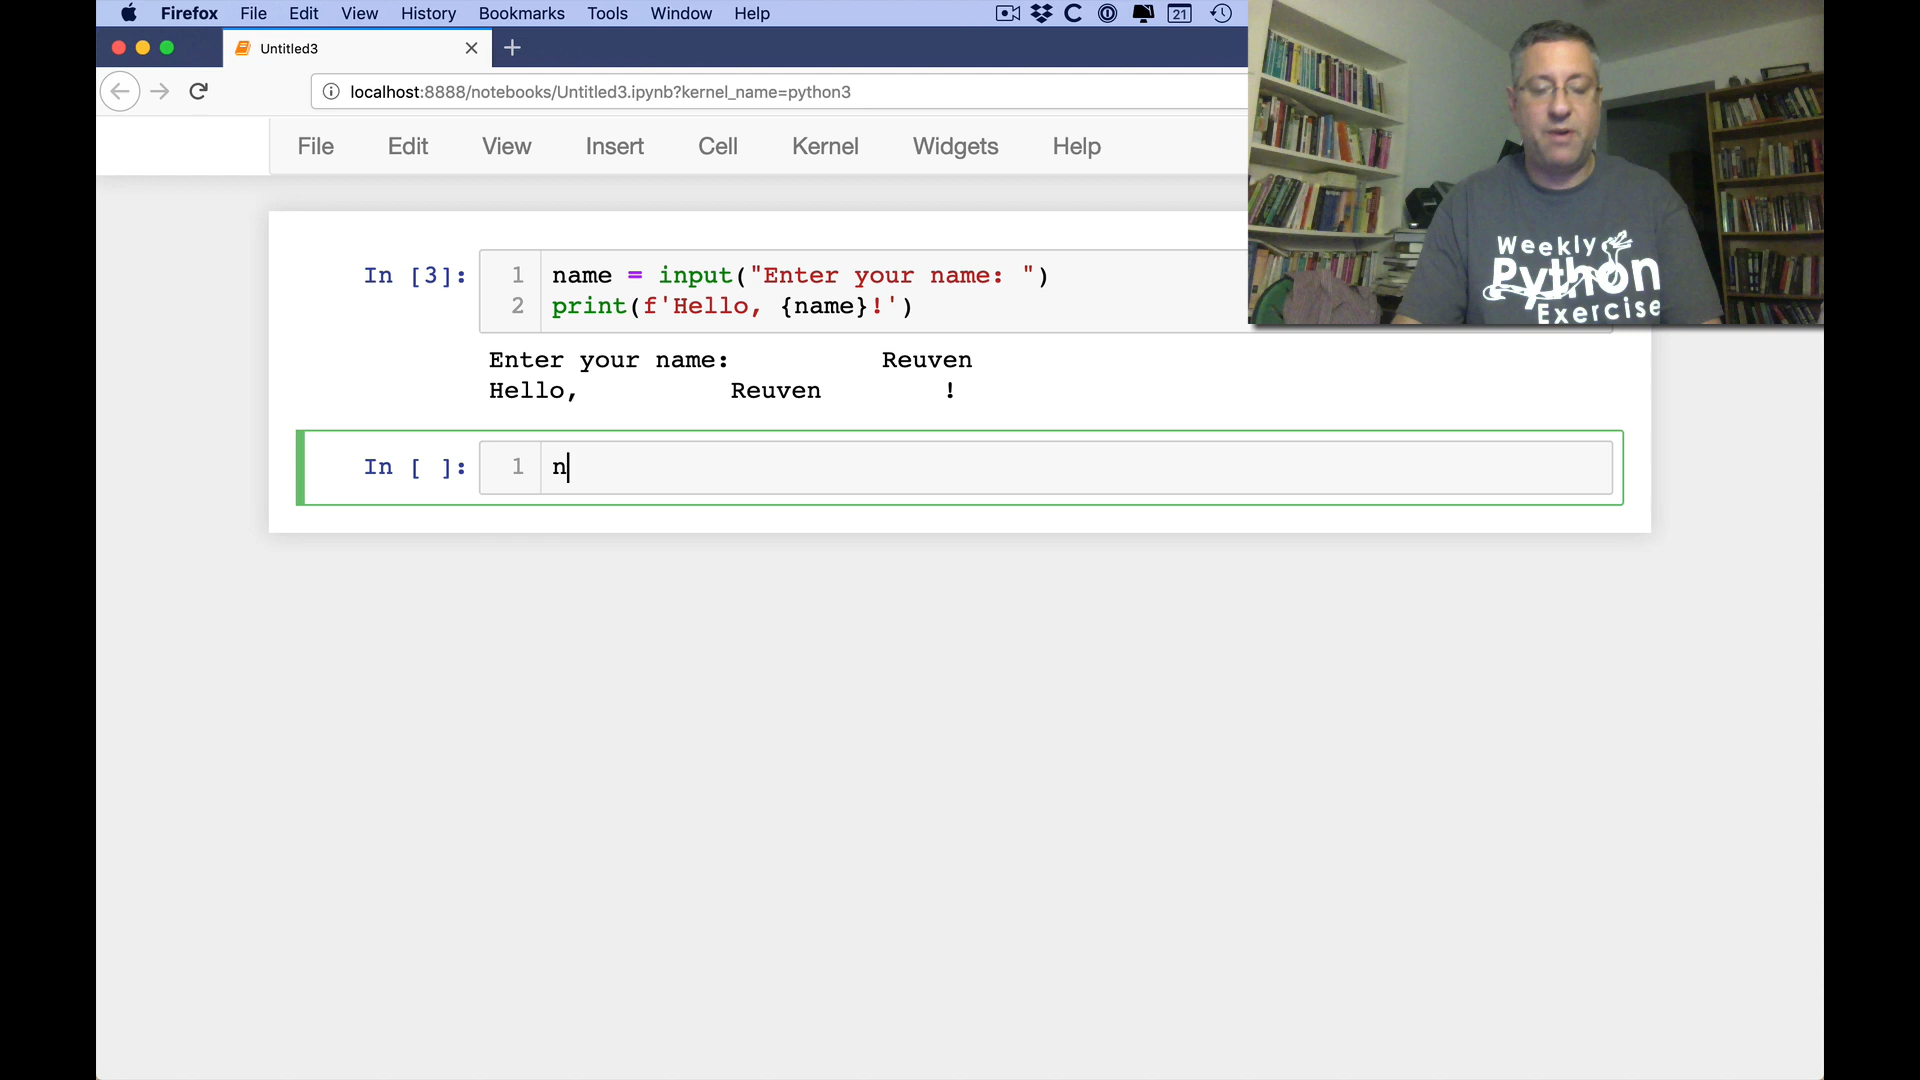 Firefox File Edit View History Bookmarks Tools Window Help 21
Untitled3
localhost:8888/notebooks/Untitled3.ipynb?kernel_name=python3
File Edit View Insert Cell Kernel Widgets Help
In [3]: 1 name = input("Enter your name: ")
2 print(f'Hello, {name}!')
Enter your name:          Reuven
Hello,          Reuven        !
In [ ]: 1 n
Weekly
Python
Exercise